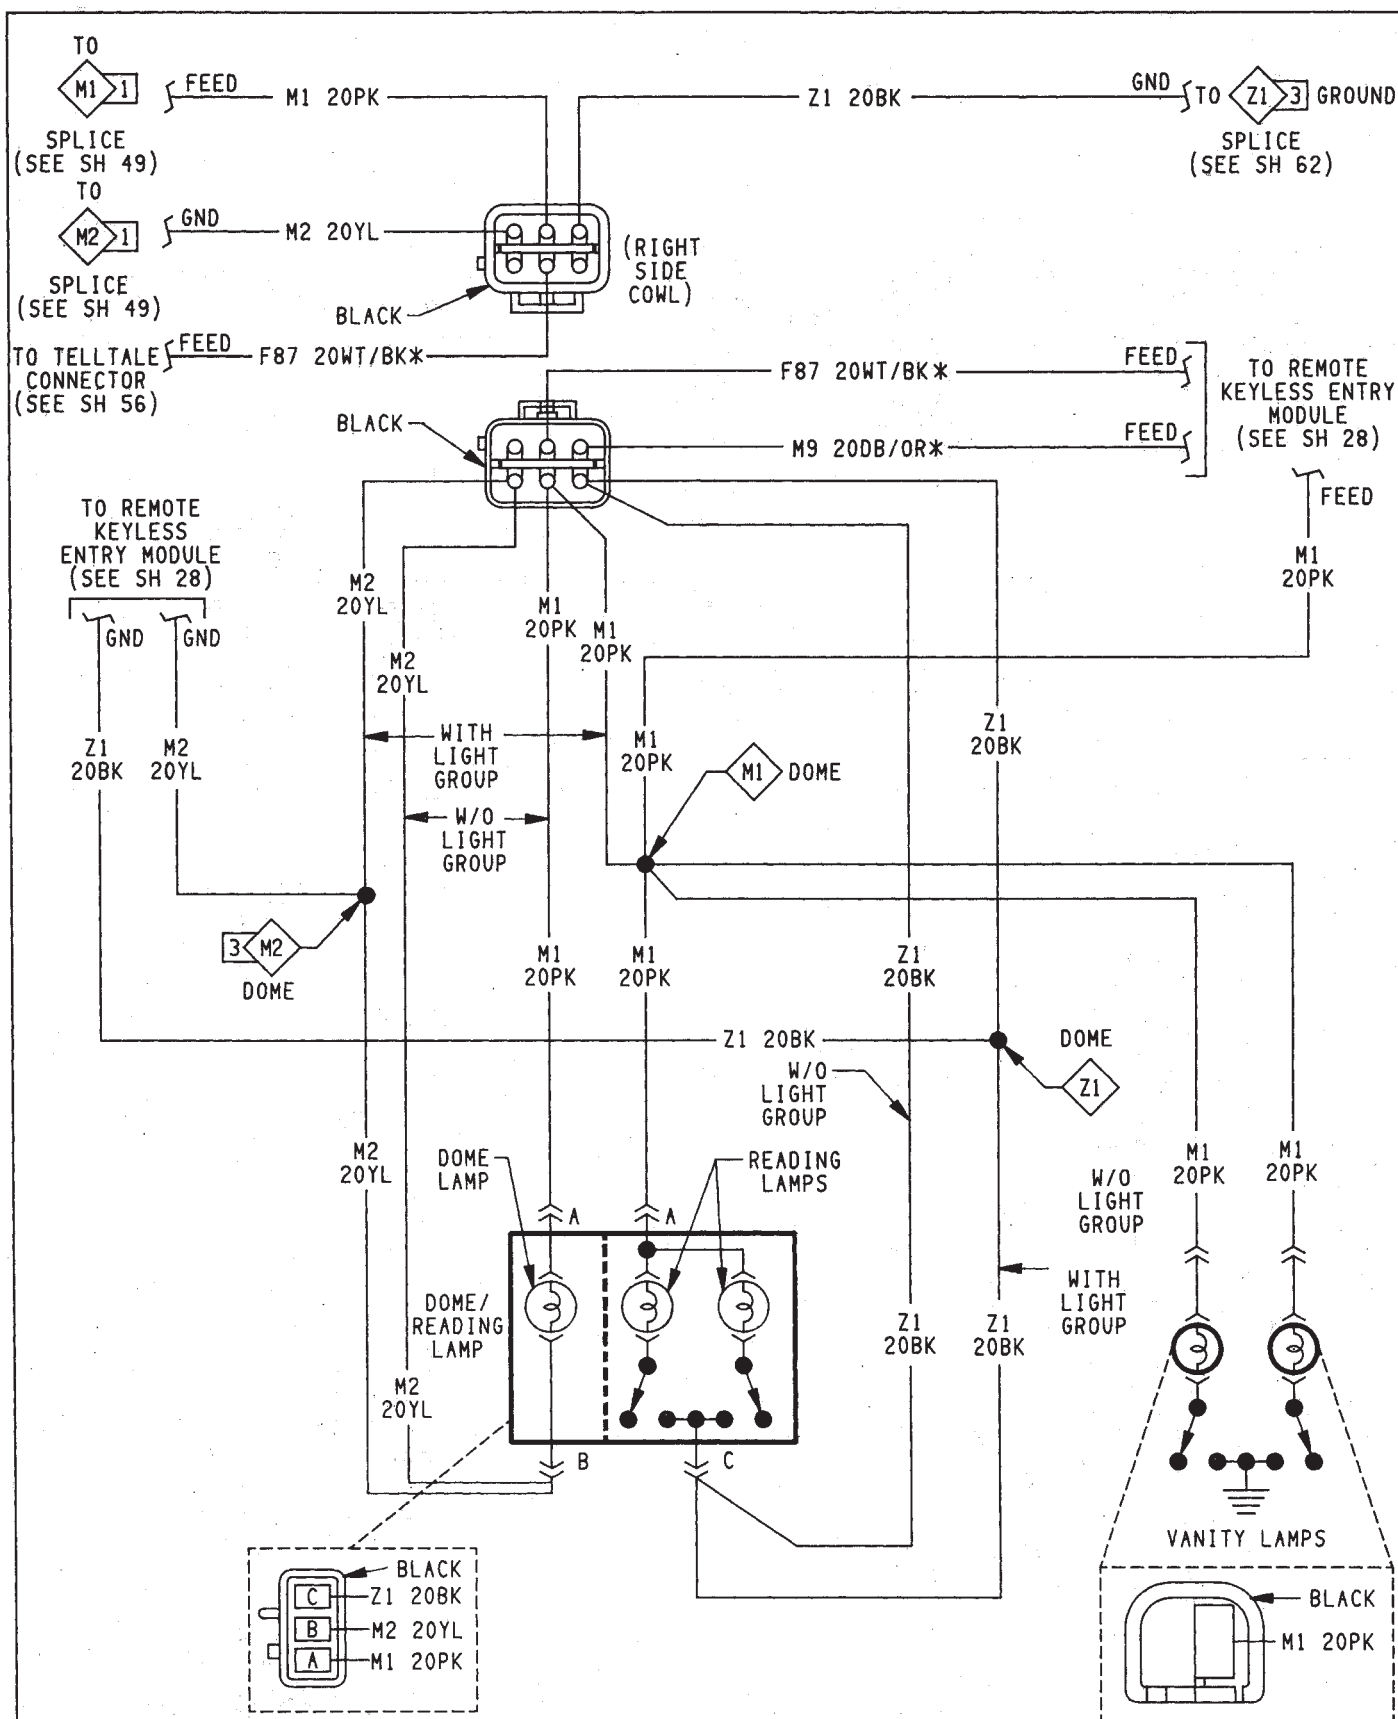 TO
M1 1
FEED
M1 20PK
Z1 20BK
GND
TO Z1 3 GROUND
SPLICE
(SEE SH 49)
SPLICE
(SEE SH 62)
TO
M2 1
GND
M2 20YL
SPLICE
(SEE SH 49)
(RIGHT
SIDE
COWL)
BLACK
TO TELLTALE
CONNECTOR
(SEE SH 56)
FEED
F87 20WT/BK*
F87 20WT/BK*
FEED
TO REMOTE
KEYLESS ENTRY
MODULE
(SEE SH 28)
BLACK
M9 20DB/OR*
FEED
FEED
TO REMOTE
KEYLESS
ENTRY MODULE
(SEE SH 28)
GND
GND
M1
20PK
M2
20YL
M1
20PK
M1
20PK
M2
20YL
Z1
20BK
M2
20YL
WITH
LIGHT
GROUP
M1
20PK
Z1
20BK
M1 DOME
W/O
LIGHT
GROUP
3 M2
DOME
M1
20PK
M1
20PK
Z1
20BK
Z1 20BK
DOME
Z1
W/O
LIGHT
GROUP
M2
20YL
DOME
LAMP
READING
LAMPS
M1
20PK
M1
20PK
W/O
LIGHT
GROUP
A
A
WITH
LIGHT
GROUP
DOME/
READING
LAMP
Z1
20BK
Z1
20BK
M2
20YL
B
C
VANITY LAMPS
BLACK
C Z1 20BK
B M2 20YL
A M1 20PK
BLACK
M1 20PK